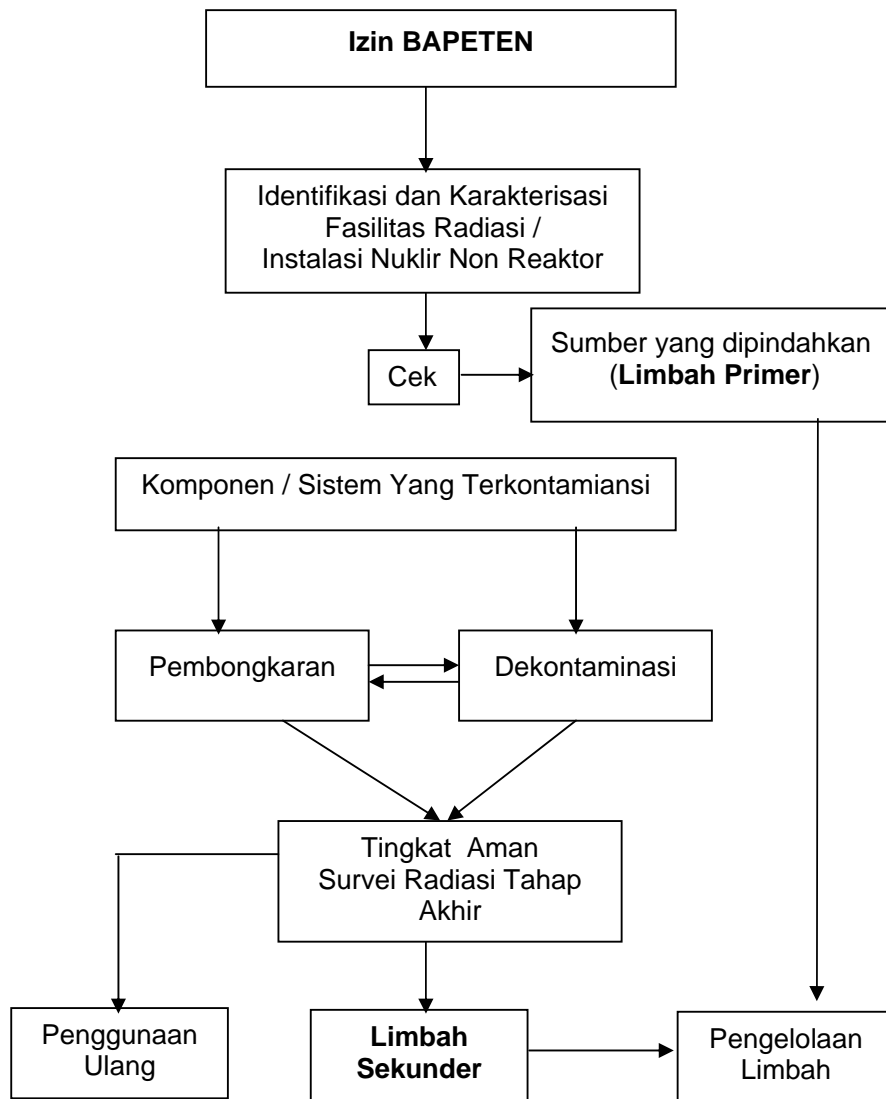 Izin BAPETEN
Identifikasi dan Karakterisasi
Fasilitas Radiasi /
Instalasi Nuklir Non Reaktor
Cek
Sumber yang dipindahkan
(Limbah Primer)
Komponen / Sistem Yang Terkontamiansi
Pembongkaran
Dekontaminasi
Tingkat Aman
Survei Radiasi Tahap
Akhir
Penggunaan
Ulang
Limbah
Sekunder
Pengelolaan
Limbah